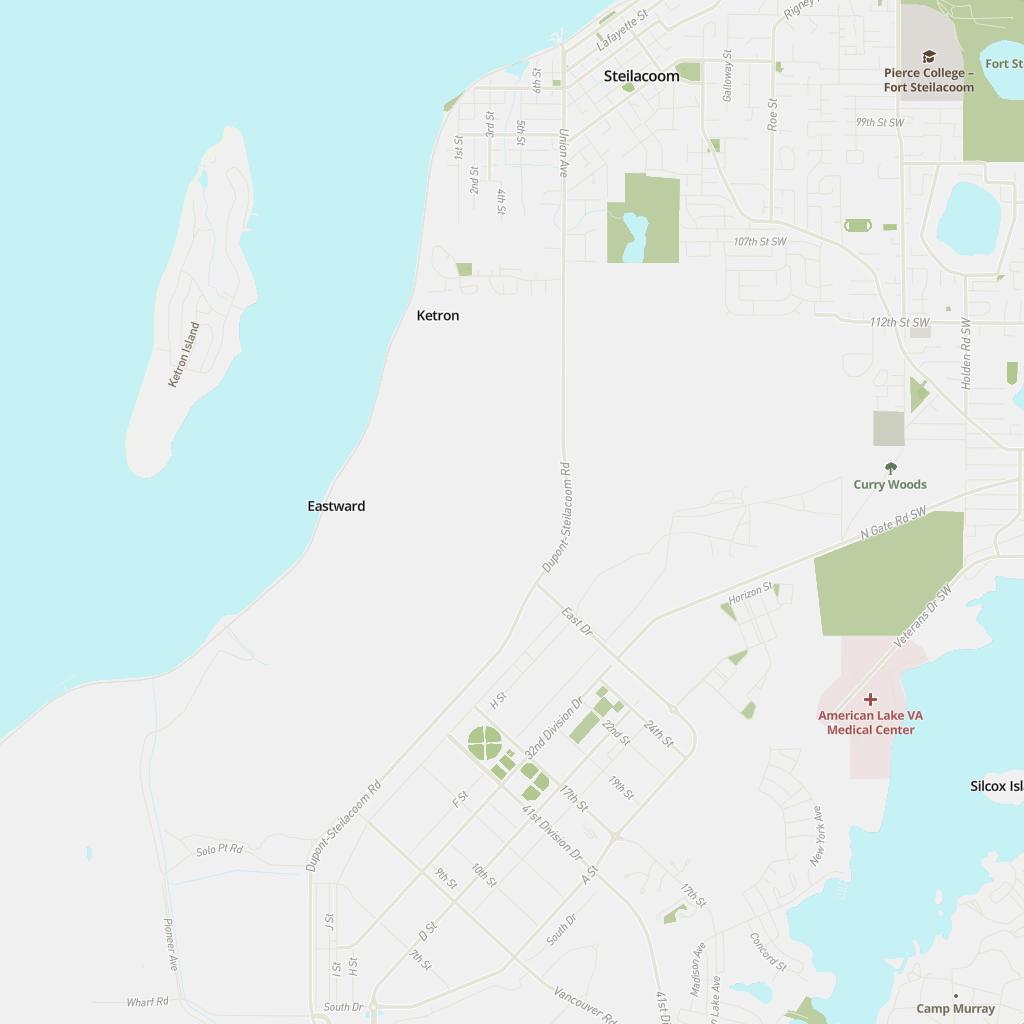 Lafayette St
Steilacoom
Galloway St
Roe St
Pierce College –
Fort Steilacoom
Fort St
99th St SW
6th St
5th St
3rd St
1st St
2nd St
4th St
Union Ave
107th St SW
Ketron
Ketron Island
112th St SW
Holden Rd SW
Eastward
Dupont-Steilacoom Rd
Curry Woods
N Gate Rd SW
Horizon St
East Dr
Veterans Dr SW
H St
32nd Division Dr
24th St
22nd St
American Lake VA
Medical Center
19th St
17th St
Silcox Isl
F St
41st Division Dr
Dupont-Steilacoom Rd
New York Ave
Solo Pt Rd
9th St
10th St
A St
17th St
J St
D St
South Dr
Concord St
Pioneer Ave
I St
H St
7th St
Madison Ave
n Lake Ave
41st Di
Wharf Rd
South Dr
Vancouver Rd
Camp Murray